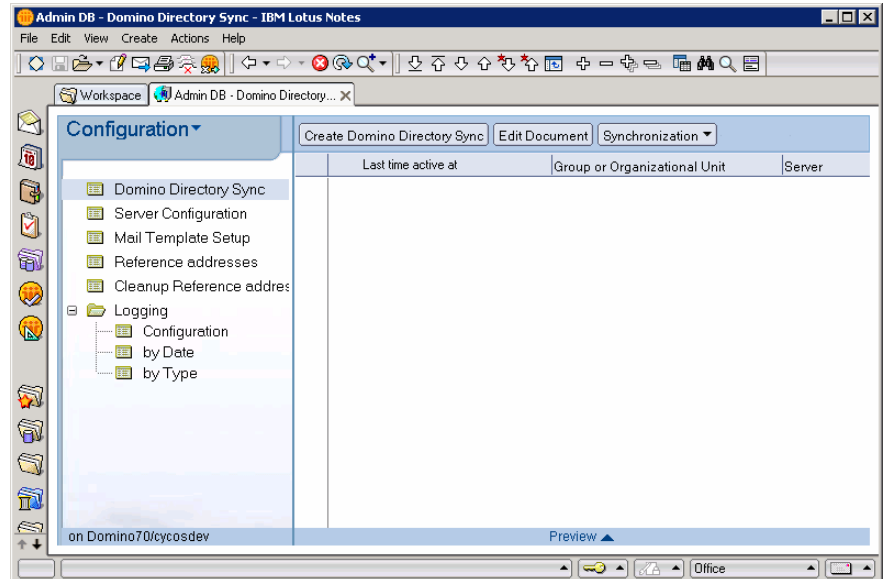 Admin DB - Domino Directory Sync - IBM Lotus Notes
File Edit View Create Actions Help
Workspace Admin DB - Domino Directory...
Configuration
Create Domino Directory Sync Edit Document Synchronization
Last time active at Group or Organizational Unit Server
Domino Directory Sync
Server Configuration
Mail Template Setup
Reference addresses
Cleanup Reference addres
Logging
Configuration
by Date
by Type
on Domino70/cycosdev Preview
Office